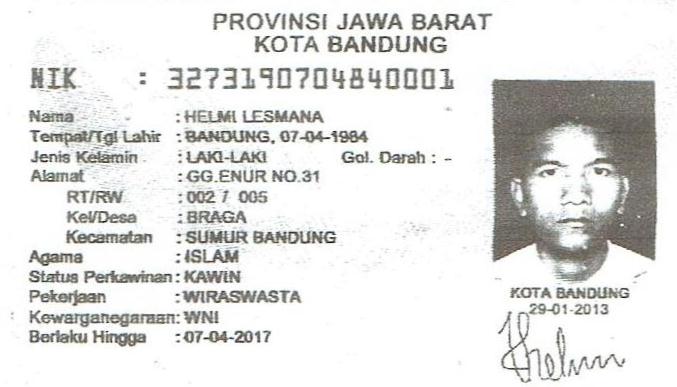 PROVINSI JAWA BARAT
KOTA BANDUNG
NIK : 3273190704840001
Nama : HELMI LESMANA
Tempat/Tgl Lahir : BANDUNG, 07-04-1984
Jenis Kelamin : LAKI-LAKI Gol. Darah : -
Alamat : GG.ENUR NO.31
RT/RW : 002 / 005
Kel/Desa : BRAGA
Kecamatan : SUMUR BANDUNG
Agama : ISLAM
Status Perkawinan: KAWIN
Pekerjaan : WIRASWASTA
Kewarganegaraan: WNI
Berlaku Hingga : 07-04-2017
KOTA BANDUNG
29-01-2013
Helmi